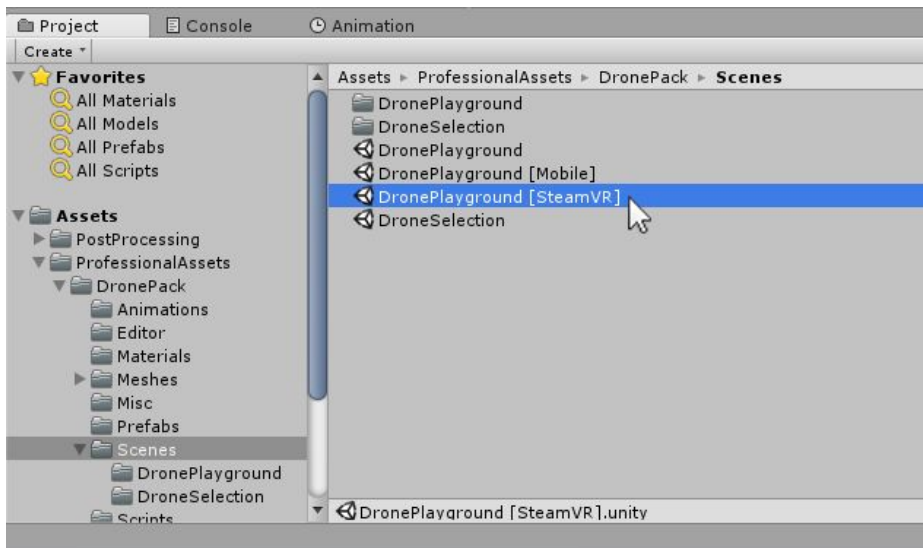 Project Console Animation
Create
Favorites
All Materials
All Models
All Prefabs
All Scripts
Assets
PostProcessing
ProfessionalAssets
DronePack
Animations
Editor
Materials
Meshes
Misc
Prefabs
Scenes
DronePlayground
DroneSelection
Scripts
Assets ▸ ProfessionalAssets ▸ DronePack ▸ Scenes
DronePlayground
DroneSelection
DronePlayground
DronePlayground [Mobile]
DronePlayground [SteamVR]
DroneSelection
DronePlayground [SteamVR].unity